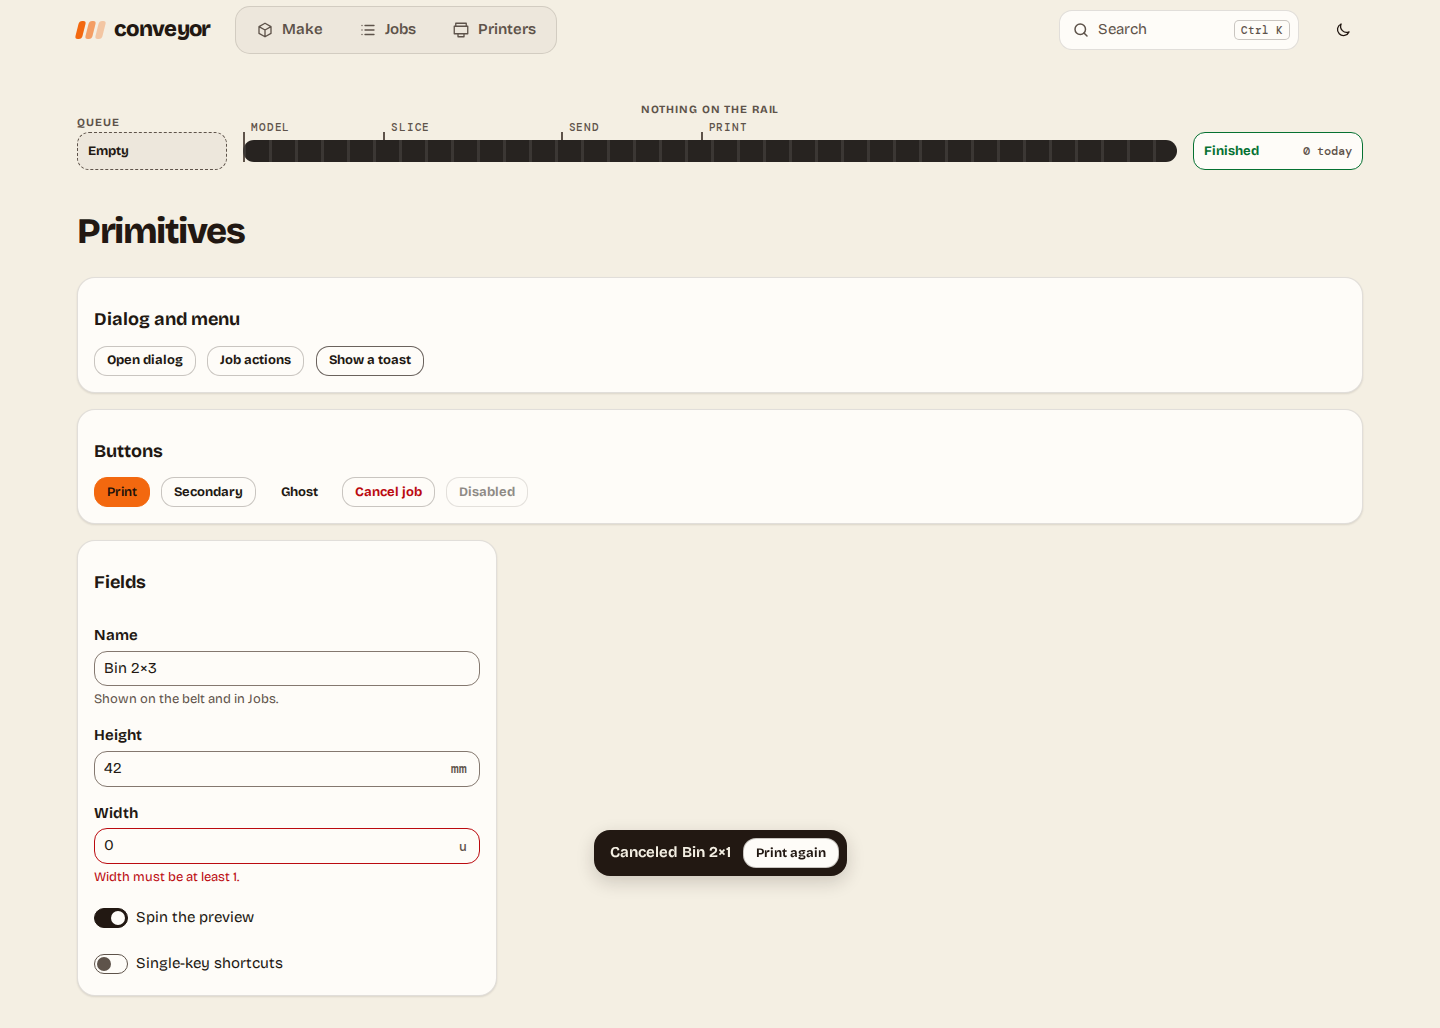 conveyor
Make
Jobs
Printers
Search
Ctrl K
NOTHING ON THE RAIL
QUEUE
MODEL
SLICE
SEND
PRINT
Empty
Finished
0 today
Primitives
Dialog and menu
Open dialog
Job actions
Show a toast
Buttons
Print
Secondary
Ghost
Cancel job
Disabled
Fields
Name
Bin 2×3
Shown on the belt and in Jobs.
Height
42
mm
Width
0
u
Width must be at least 1.
Canceled Bin 2×1
Print again
Spin the preview
Single-key shortcuts